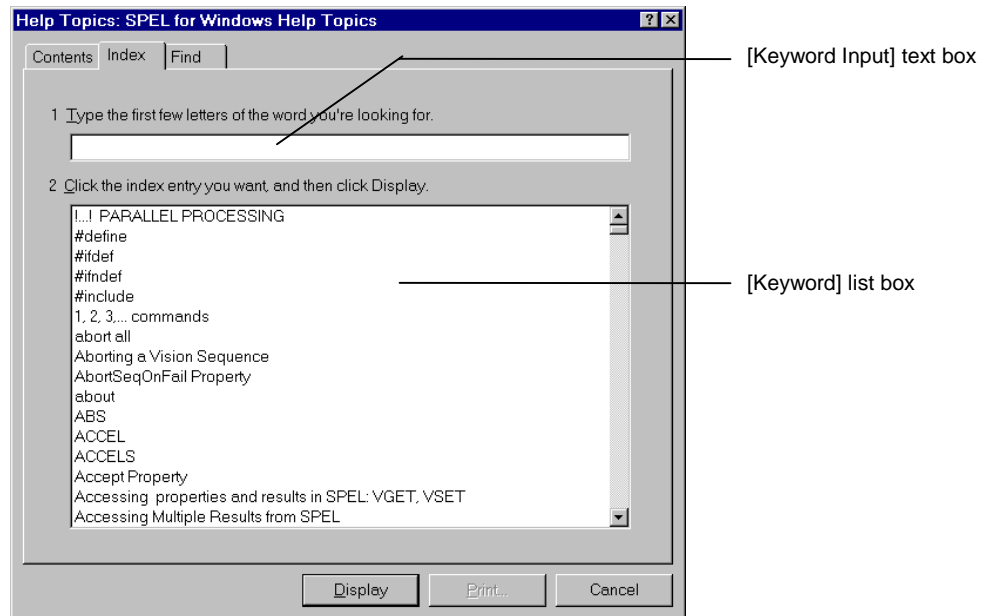 Help Topics: SPEL for Windows Help Topics
Contents Index Find
[Keyword Input] text box
1 Type the first few letters of the word you're looking for.
2 Click the index entry you want, and then click Display.
!...! PARALLEL PROCESSING
#define
#ifdef
#ifndef
[Keyword] list box
#include
1, 2, 3,... commands
abort all
Aborting a Vision Sequence
AbortSeqOnFail Property
about
ABS
ACCEL
ACCELS
Accept Property
Accessing properties and results in SPEL: VGET, VSET
Accessing Multiple Results from SPEL
Display Print... Cancel